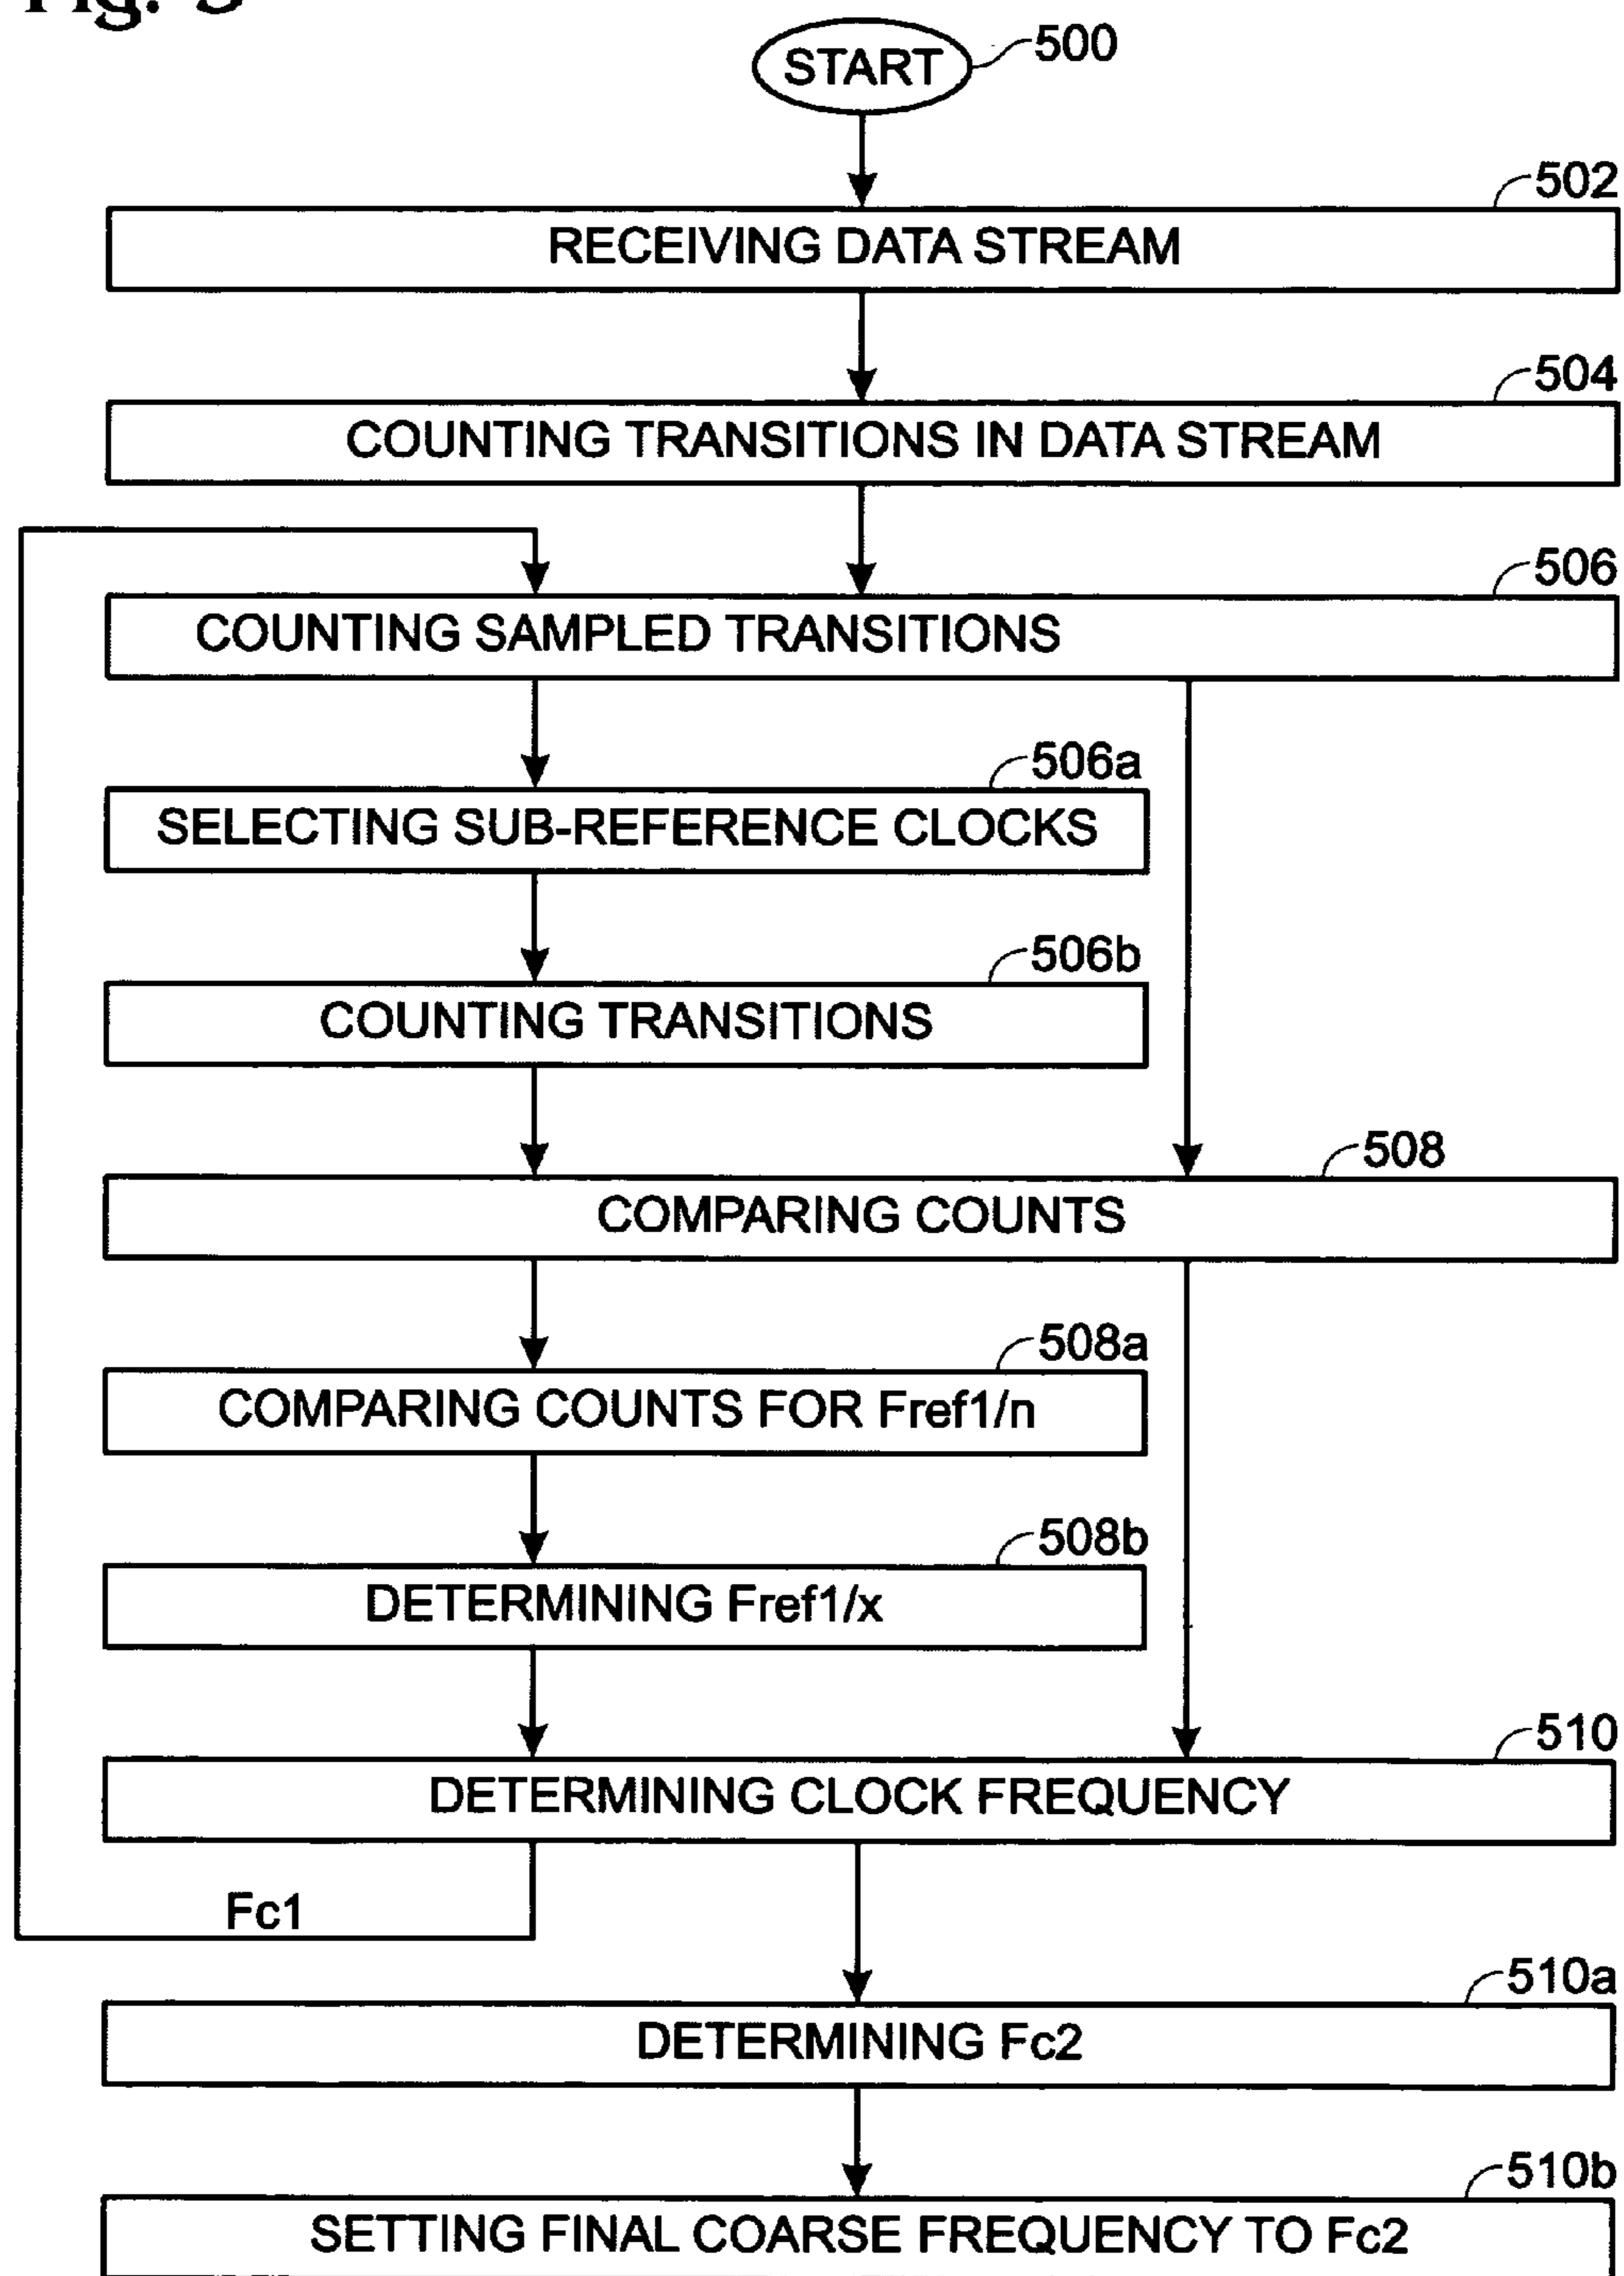 Fig. 5
START
500
502
RECEIVING DATA STREAM
504
COUNTING TRANSITIONS IN DATA STREAM
506
COUNTING SAMPLED TRANSITIONS
506a
SELECTING SUB-REFERENCE CLOCKS
506b
COUNTING TRANSITIONS
508
COMPARING COUNTS
508a
COMPARING COUNTS FOR Fref1/n
508b
DETERMINING Fref1/x
510
DETERMINING CLOCK FREQUENCY
Fc1
510a
DETERMINING Fc2
510b
SETTING FINAL COARSE FREQUENCY TO Fc2